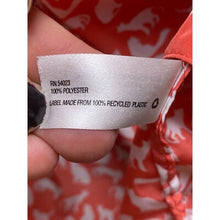 RN: 54023
100% POLYESTER
LABEL MADE FROM 100% RECYCLED PLASTIC